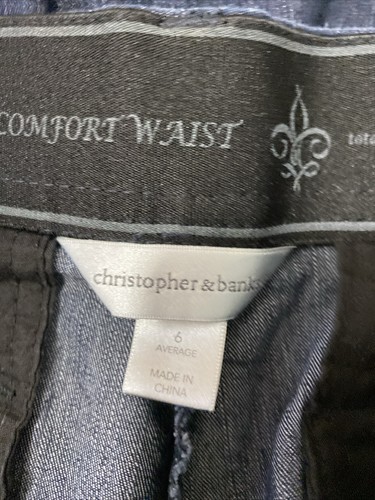 COMFORT WAIST
christopher & banks
6
AVERAGE
MADE IN
CHINA